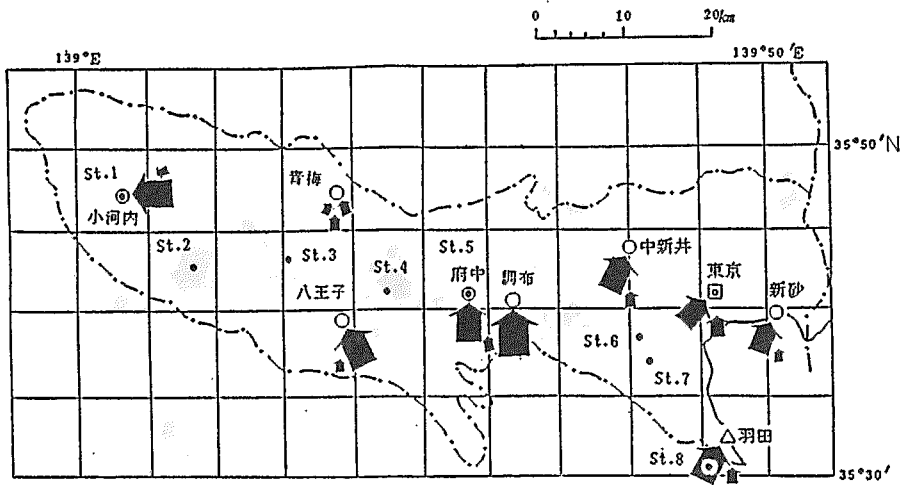 0 10 20km
139°E
139°50'E
35°50'N
St.1
小河内
青梅
St.2
St.3
St.4
St.5
府中
調布
中新井
東京
新砂
八王子
St.6
St.7
羽田
St.8
35°30'